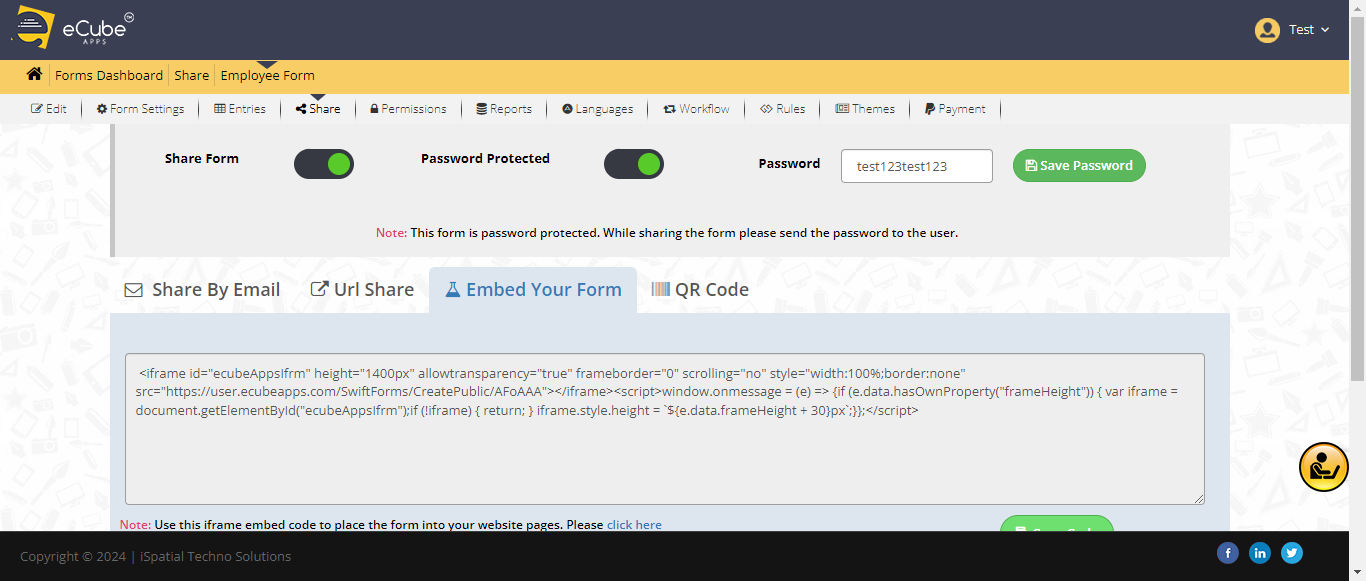 eCube™
APPS
Test
Forms Dashboard Share Employee Form
Edit Form Settings Entries Share Permissions Reports Languages Workflow Rules Themes Payment
Share Form Password Protected Password test123test123 Save Password
Note: This form is password protected. While sharing the form please send the password to the user.
Share By Email Url Share Embed Your Form QR Code
<iframe id="ecubeAppsIfrm" height="1400px" allowtransparency="true" frameborder="0" scrolling="no" style="width:100%;border:none"
src="https://user.ecubeapps.com/SwiftForms/CreatePublic/AFoAAA"></iframe><script>window.onmessage = (e) => {if (e.data.hasOwnProperty("frameHeight")) { var iframe =
document.getElementById("ecubeAppsIfrm");if (!iframe) { return; } iframe.style.height = `${e.data.frameHeight + 30}px`;}};</script>
Note: Use this iframe embed code to place the form into your website pages. Please click here
Copyright © 2024 | iSpatial Techno Solutions